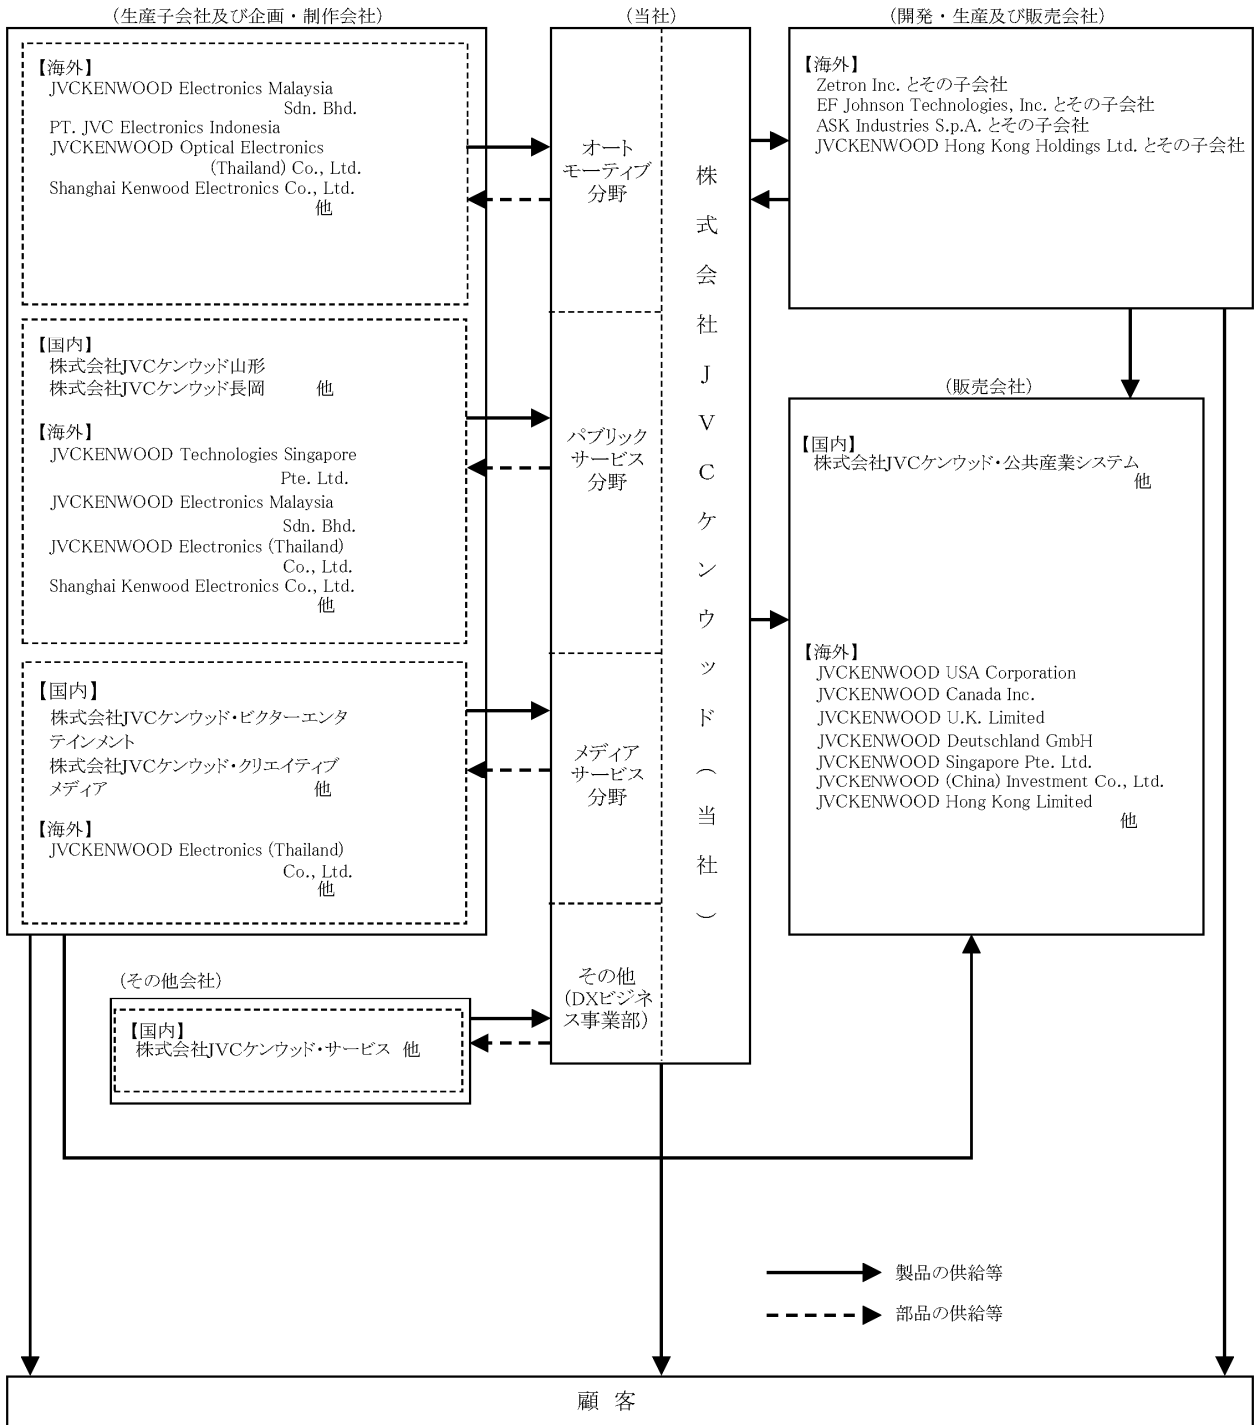 (生産子会社及び企画・制作会社)
【海外】
JVCKENWOOD Electronics Malaysia
Sdn. Bhd.
PT. JVC Electronics Indonesia
JVCKENWOOD Optical Electronics
(Thailand) Co., Ltd.
Shanghai Kenwood Electronics Co., Ltd.
他
【国内】
株式会社JVCケンウッド山形
株式会社JVCケンウッド長岡 他
【海外】
JVCKENWOOD Technologies Singapore
Pte. Ltd.
JVCKENWOOD Electronics Malaysia
Sdn. Bhd.
JVCKENWOOD Electronics (Thailand)
Co., Ltd.
Shanghai Kenwood Electronics Co., Ltd.
他
【国内】
株式会社JVCケンウッド・ビクターエンタ
テインメント
株式会社JVCケンウッド・クリエイティブ
メディア 他
【海外】
JVCKENWOOD Electronics (Thailand)
Co., Ltd.
他
(その他会社)
【国内】
株式会社JVCケンウッド・サービス 他
(当社)
オート
モーティブ
分野
パブリック
サービス
分野
メディア
サービス
分野
その他
(DXビジネ
ス事業部)
株式会社JVCケンウッド(当社)
(開発・生産及び販売会社)
【海外】
Zetron Inc. とその子会社
EF Johnson Technologies, Inc. とその子会社
ASK Industries S.p.A. とその子会社
JVCKENWOOD Hong Kong Holdings Ltd. とその子会社
(販売会社)
【国内】
株式会社JVCケンウッド・公共産業システム
他
【海外】
JVCKENWOOD USA Corporation
JVCKENWOOD Canada Inc.
JVCKENWOOD U.K. Limited
JVCKENWOOD Deutschland GmbH
JVCKENWOOD Singapore Pte. Ltd.
JVCKENWOOD (China) Investment Co., Ltd.
JVCKENWOOD Hong Kong Limited
他
製品の供給等
部品の供給等
顧 客